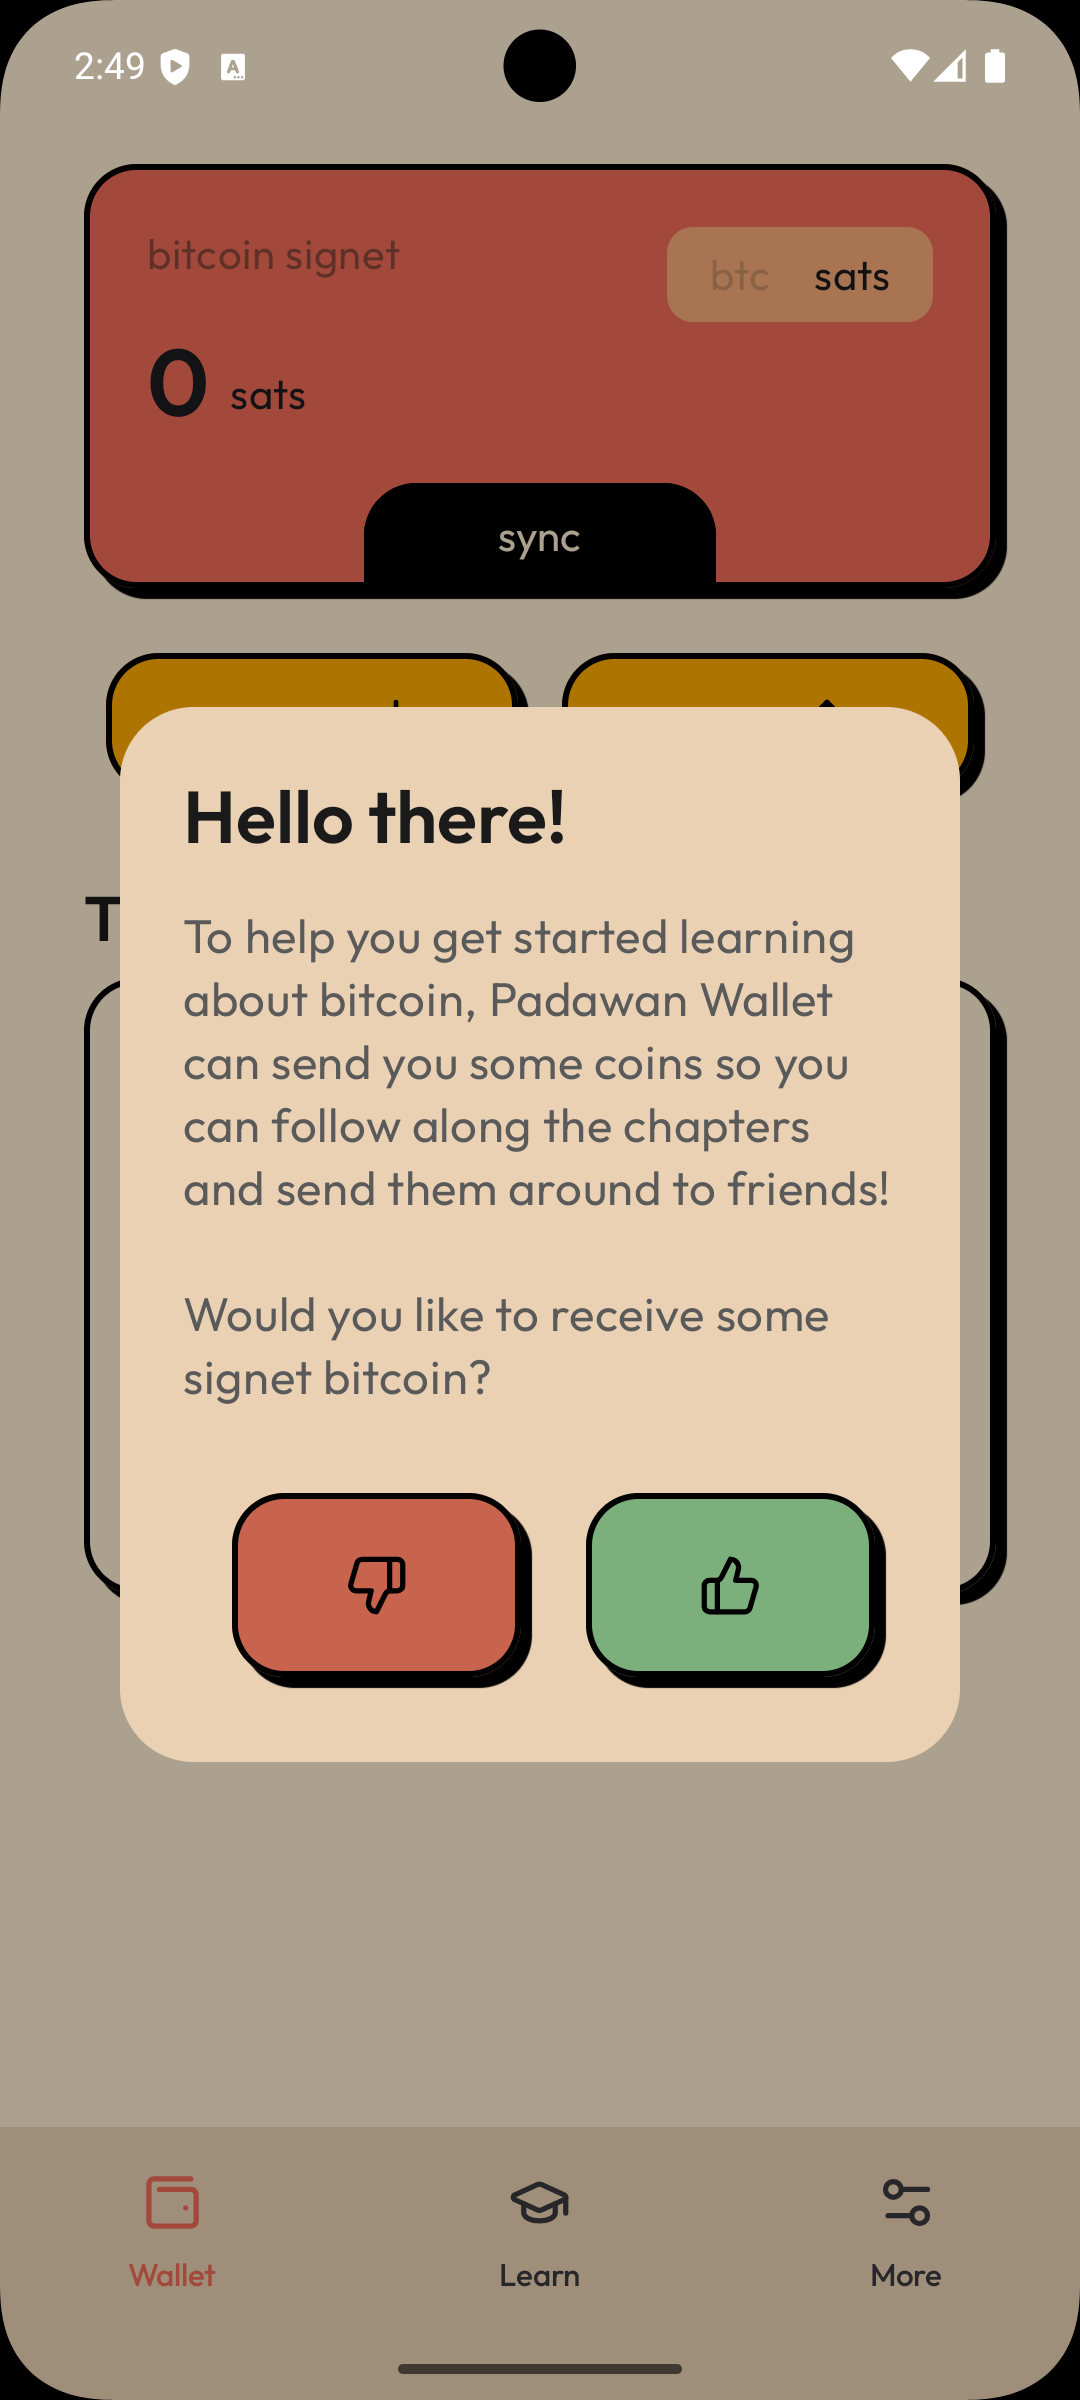 2:49
bitcoin signet
btc sats
0 sats
sync
Hello there!
To help you get started learning
about bitcoin, Padawan Wallet
can send you some coins so you
can follow along the chapters
and send them around to friends!
Would you like to receive some
signet bitcoin?
Wallet
Learn
More